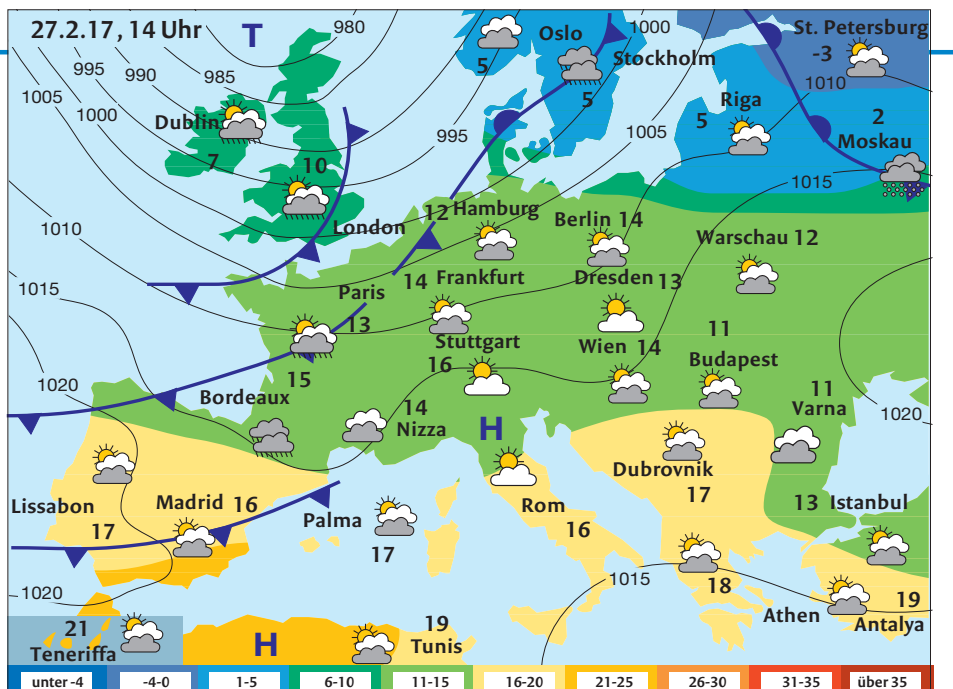 27.2.17, 14 Uhr
T
980
Oslo
1000
St. Petersburg
-3
995
990
985
5
Stockholm
1010
1005
1000
Dublin
7
10
995
5
Riga
5
2
Moskau
1005
1015
London
12 Hamburg
Berlin 14
Warschau 12
1010
14 Frankfurt
Dresden 13
1015
Paris
13
Stuttgart
16
Wien 14
11
Budapest
1020
15
Bordeaux
14
Nizza
H
11
Varna
1020
Dubrovnik
17
Lissabon
17
Madrid 16
Palma
17
Rom
16
13 Istanbul
1020
1015
18
Athen
19
Antalya
21
Teneriffa
H
19
Tunis
unter -4 -4-0 1-5 6-10 11-15 16-20 21-25 26-30 31-35 über 35